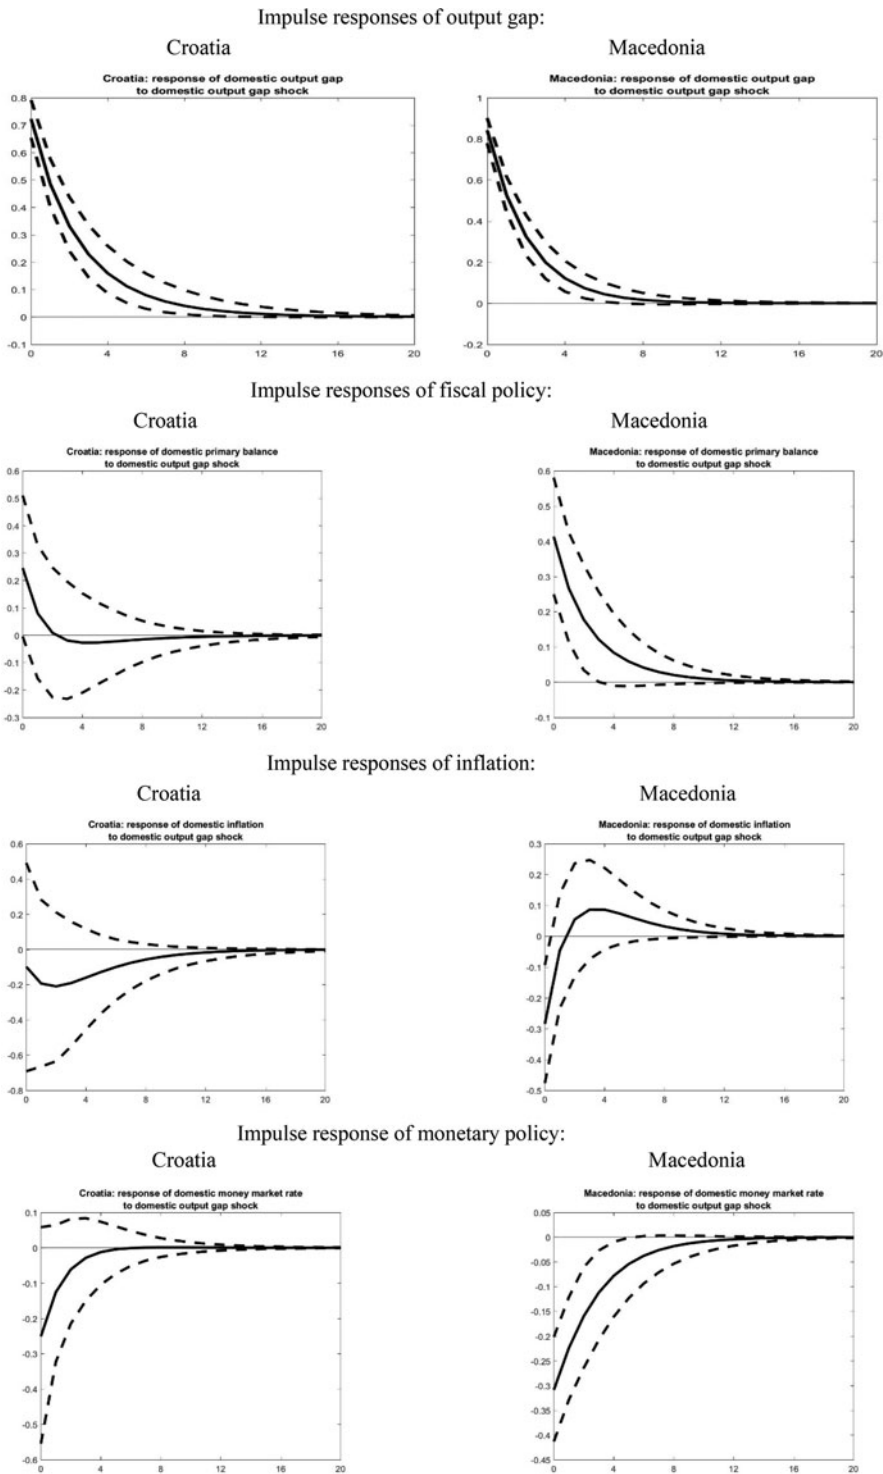 Impulse responses of output gap:
Croatia
Macedonia
Croatia: response of domestic output gap
to domestic output gap shock
0.8
0.7
0.6
0.5
0.4
0.3
0.2
0.1
0
-0.1
0 4 8 12 16 20
Macedonia: response of domestic output gap
to domestic output gap shock
1
0.8
0.6
0.4
0.2
0
-0.2
0 4 8 12 16 20
Impulse responses of fiscal policy:
Croatia
Macedonia
Croatia: response of domestic primary balance
to domestic output gap shock
0.6
0.5
0.4
0.3
0.2
0.1
0
-0.1
-0.2
-0.3
0 4 8 12 16 20
Macedonia: response of domestic primary balance
to domestic output gap shock
0.6
0.5
0.4
0.3
0.2
0.1
0
-0.1
0 4 8 12 16 20
Impulse responses of inflation:
Croatia
Macedonia
Croatia: response of domestic inflation
to domestic output gap shock
0.6
0.4
0.2
0
-0.2
-0.4
-0.6
-0.8
0 4 8 12 16 20
Macedonia: response of domestic inflation
to domestic output gap shock
0.3
0.2
0.1
0
-0.1
-0.2
-0.3
-0.4
-0.5
0 4 8 12 16 20
Impulse response of monetary policy:
Croatia
Macedonia
Croatia: response of domestic money market rate
to domestic output gap shock
0.1
0
-0.1
-0.2
-0.3
-0.4
-0.5
-0.6
0 4 8 12 16 20
Macedonia: response of domestic money market rate
to domestic output gap shock
0.05
0
-0.05
-0.1
-0.15
-0.2
-0.25
-0.3
-0.35
-0.4
-0.45
0 4 8 12 16 20